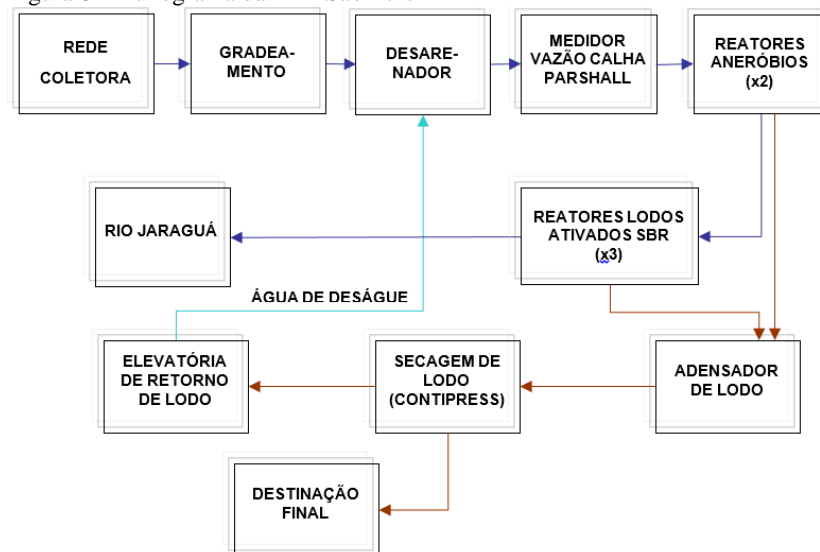 REDE
COLETORA
GRADEA-
MENTO
DESARE-
NADOR
MEDIDOR
VAZÃO CALHA
PARSHALL
REATORES
ANERÓBIOS
(x2)
RIO JARAGUÁ
REATORES LODOS
ATIVADOS SBR
(x3)
ÁGUA DE DESÁGUE
ELEVATÓRIA
DE RETORNO
DE LODO
SECAGEM DE
LODO
(CONTIPRESS)
ADENSADOR
DE LODO
DESTINAÇÃO
FINAL